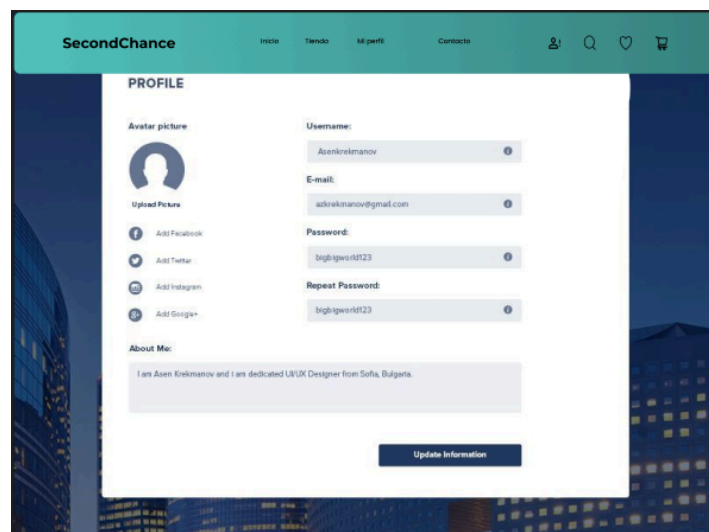 SecondChance
Inicio Tienda Mi perfil Contacto
PROFILE
Avatar picture
Upload Picture
Add Facebook
Add Twitter
Add Instagram
Add Google+
Username:
Asenkrekmanov
E-mail:
azkrekmanov@gmail.com
Password:
bigbigworld123
Repeat Password:
bigbigworld123
About Me:
I am Asen Krekmanov and i am dedicated UI/UX Designer from Sofia, Bulgaria.
Update Information